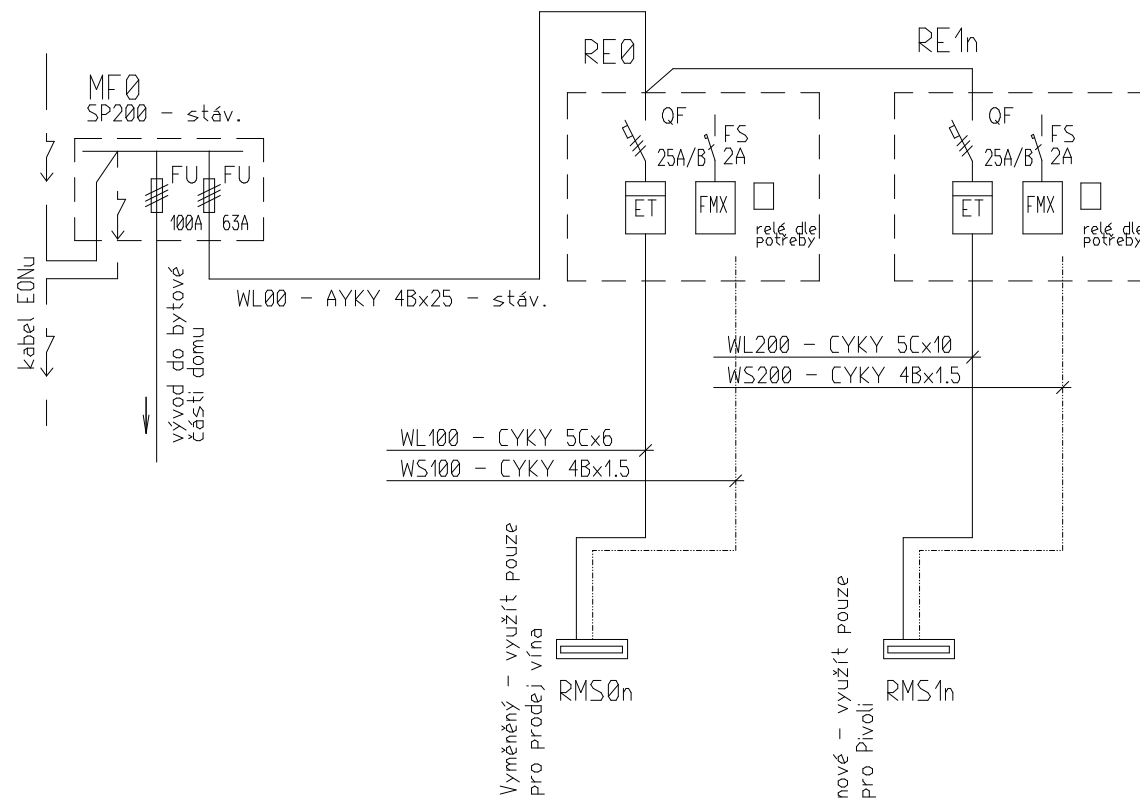 MF0
SP200 - stáv.
FU
FU
100A
63A
kabel EONu
vývod do bytové
části domu
WL00 - AYKY 4Bx25 - stáv.
RE0
QF
25A/B
FS
2A
ET
FMX
relé dle
potřeby
RE1n
QF
25A/B
FS
2A
ET
FMX
relé dle
potřeby
WL200 - CYKY 5Cx10
WS200 - CYKY 4Bx1.5
WL100 - CYKY 5Cx6
WS100 - CYKY 4Bx1.5
Vyměněný - využít pouze
pro prodej vína
RMS0n
nové - využít pouze
pro Pivoli
RMS1n